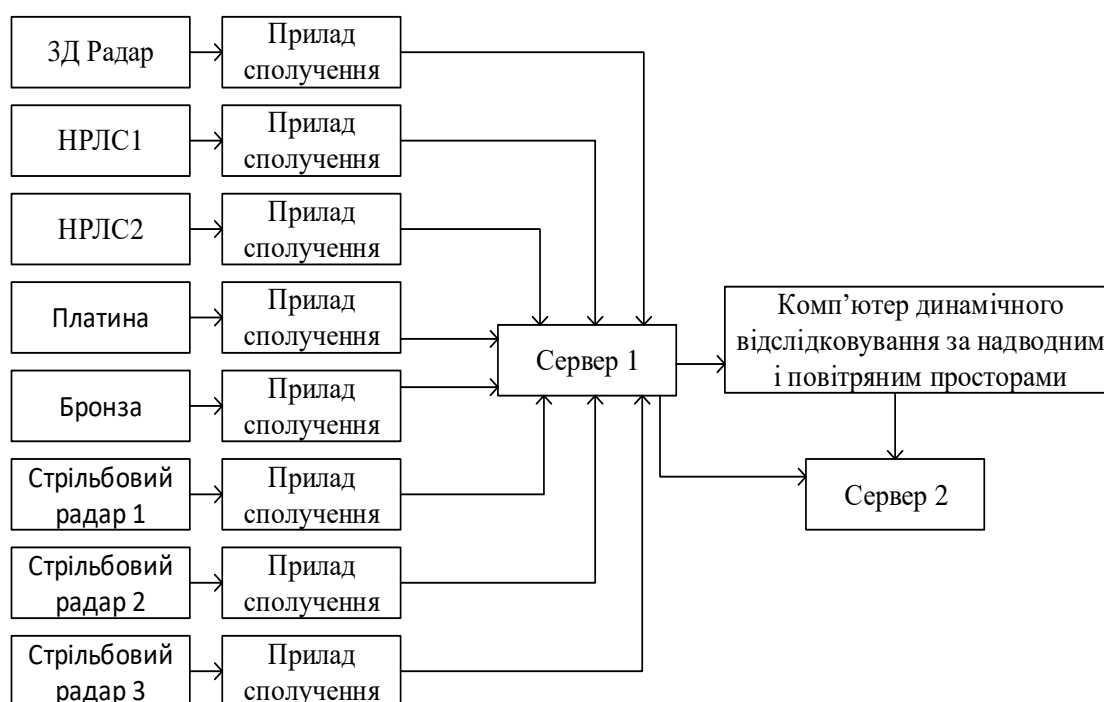 3Д Радар
Прилад
сполучення
НРЛС1
Прилад
сполучення
НРЛС2
Прилад
сполучення
Платина
Прилад
сполучення
Бронза
Прилад
сполучення
Стрільбовий
радар 1
Прилад
сполучення
Стрільбовий
радар 2
Прилад
сполучення
Стрільбовий
радар 3
Прилад
сполучення
Сервер 1
Комп’ютер динамічного
відслідковування за надводним
і повітряним просторами
Сервер 2